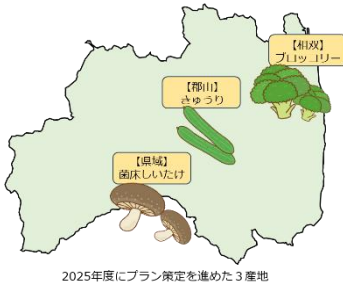 【相双】
ブロッコリー
【郡山】
きゅうり
【県域】
菌床しいたけ
2025年度にプラン策定を進めた３産地